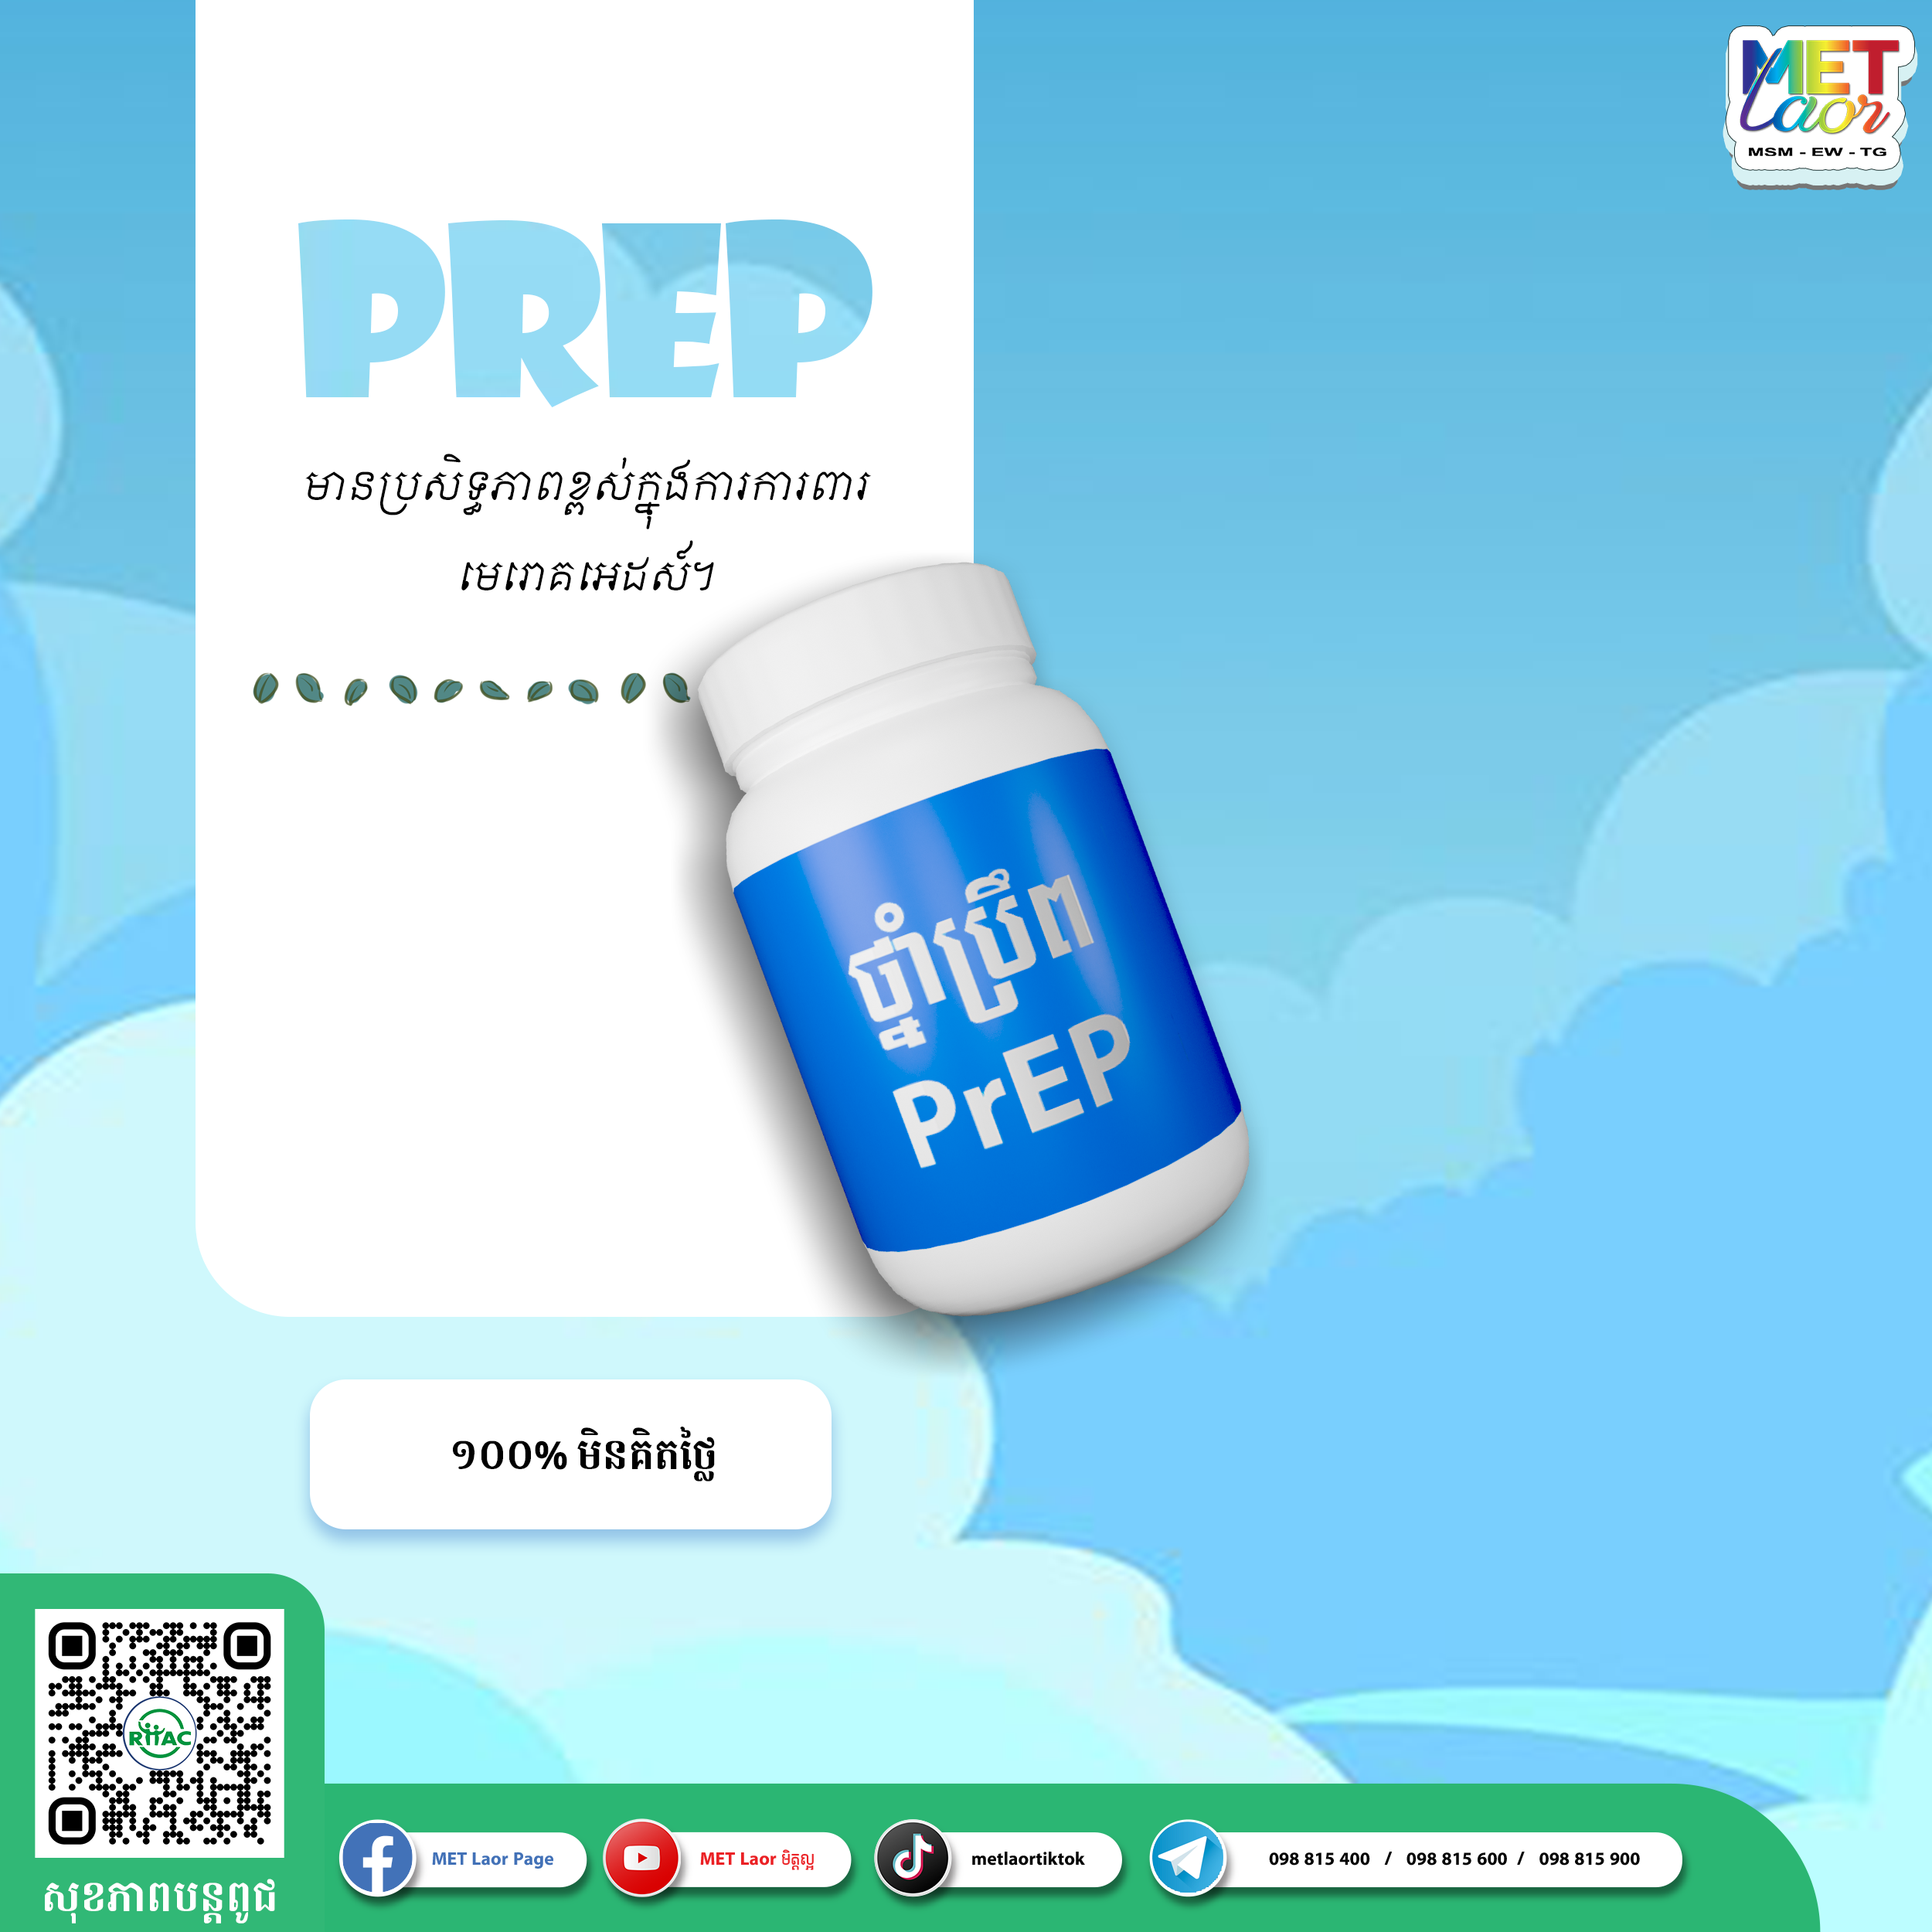 MET
Laor
MSM - EW - TG
PREP
មានប្រសិទ្ធភាពខ្ពស់ក្នុងការការពារ
មេរោគអេដស៍។
ថ្នាំប្រឹព
PrEP
១០០% មិនគិតថ្លៃ
RHAC
សុខភាពបន្តពូជ
MET Laor Page
MET Laor មិត្តល្អ
metlaortiktok
098 815 400 / 098 815 600 / 098 815 900